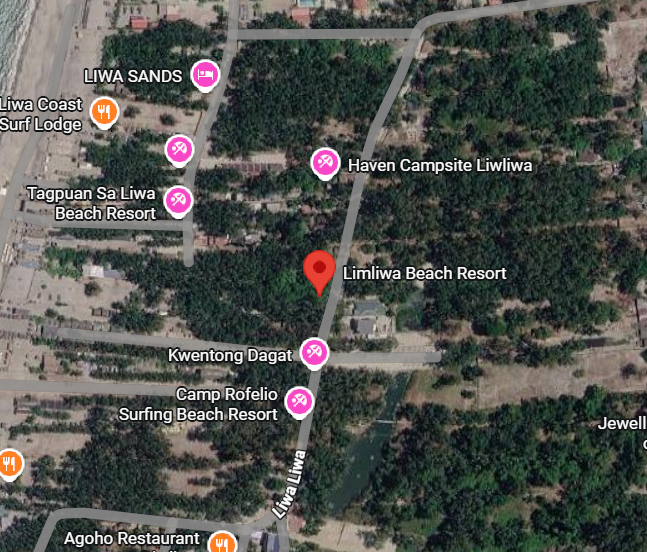 LIWA SANDS
Liwa Coast
Surf Lodge
Haven Campsite Liwliwa
Tagpuan Sa Liwa
Beach Resort
Limliwa Beach Resort
Kwentong Dagat
Camp Rofelio
Surfing Beach Resort
Jewell
Liwa Liwa
Agoho Restaurant